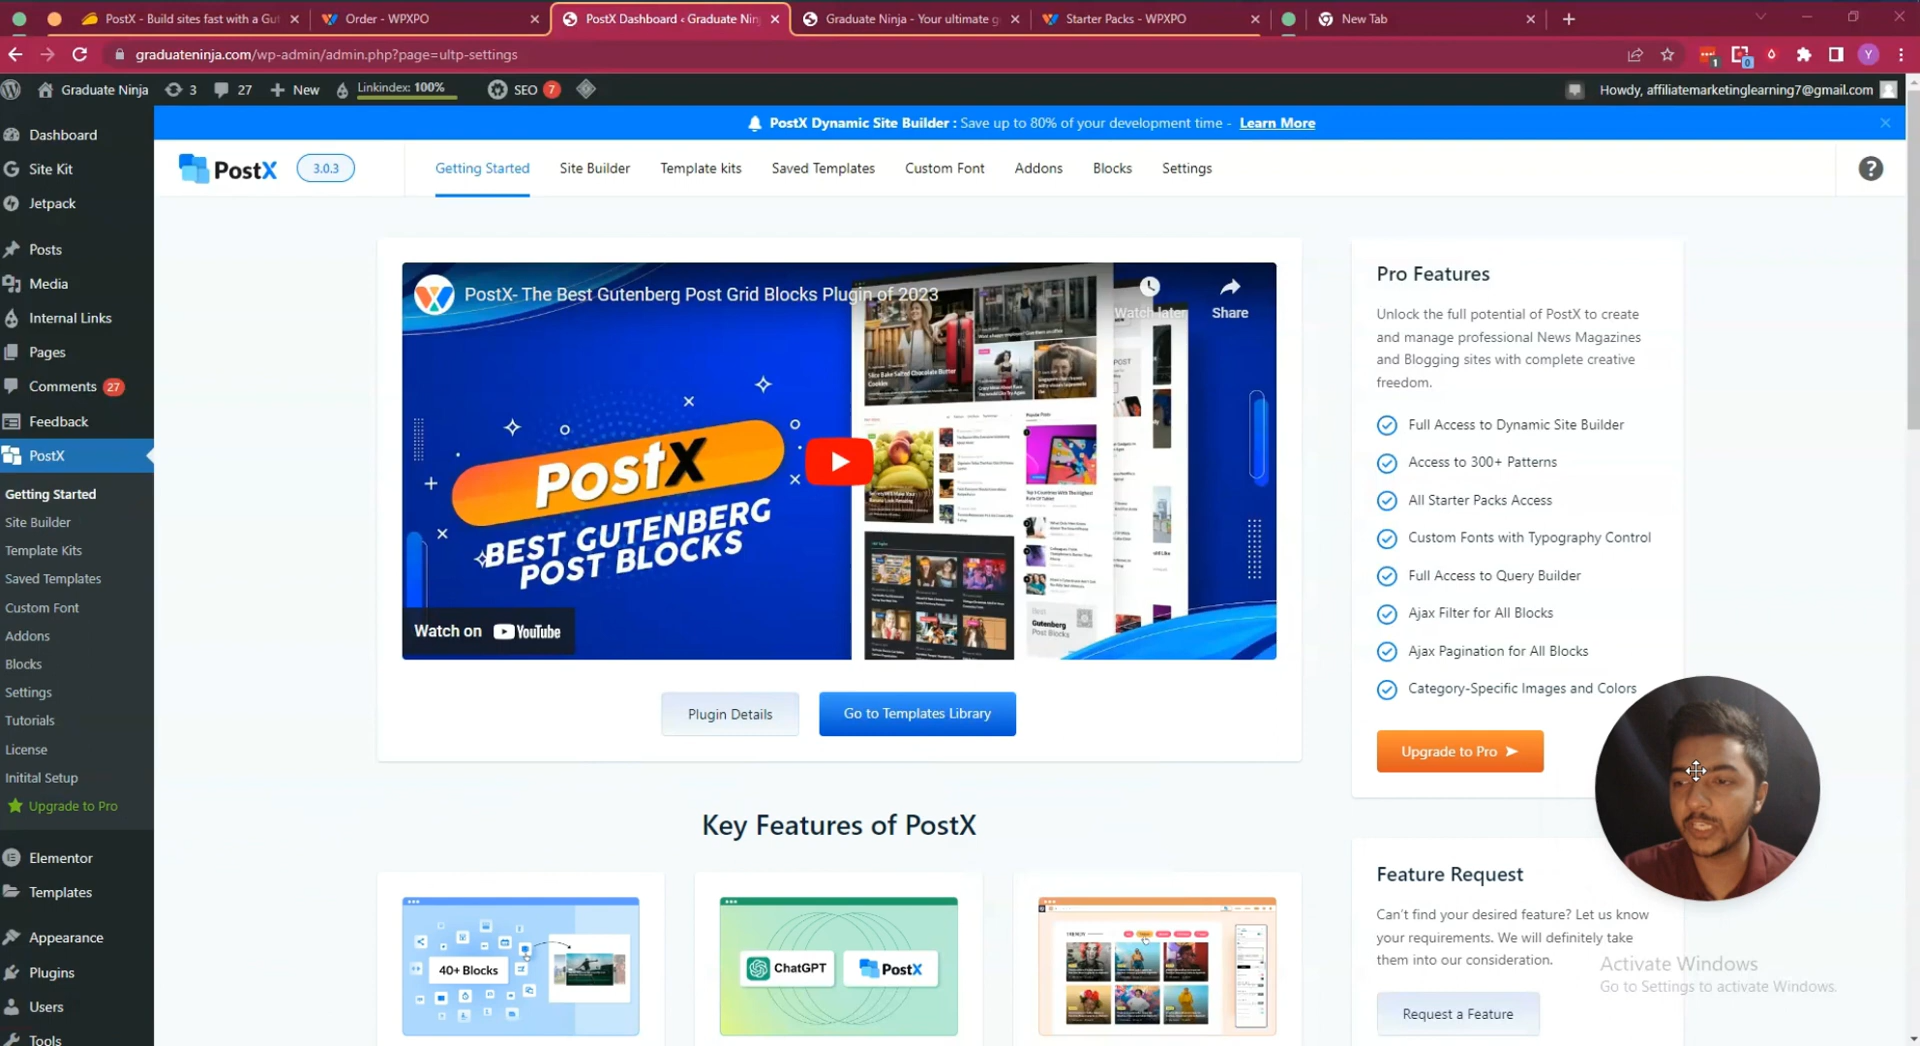 PostX - Build sites fast with a Gut
Order - WPXPO
PostX Dashboard ‹ Graduate Nin
Graduate Ninja - Your ultimate g
Starter Packs - WPXPO
New Tab
graduateninja.com/wp-admin/admin.php?page=ultp-settings
1
0
Y
Graduate Ninja
3
27
New
Linkindex: 100%
SEO
7
Howdy, affiliatemarketinglearning7@gmail.com
PostX Dynamic Site Builder : Save up to 80% of your development time - Learn More
Dashboard
Site Kit
Jetpack
Posts
Media
Internal Links
Pages
Comments 27
Feedback
PostX
Getting Started
Site Builder
Template Kits
Saved Templates
Custom Font
Addons
Blocks
Settings
Tutorials
License
Initital Setup
Upgrade to Pro
Elementor
Templates
Appearance
Plugins
Users
Tools
PostX
3.0.3
Getting Started
Site Builder
Template kits
Saved Templates
Custom Font
Addons
Blocks
Settings
?
PostX- The Best Gutenberg Post Grid Blocks Plugin of 2023
Watch later
Share
PostX
BEST GUTENBERG
POST BLOCKS
Gutenberg
Post Blocks
Watch on YouTube
Plugin Details
Go to Templates Library
Key Features of PostX
40+ Blocks
ChatGPT
PostX
Pro Features
Unlock the full potential of PostX to create
and manage professional News Magazines
and Blogging sites with complete creative
freedom.
Full Access to Dynamic Site Builder
Access to 300+ Patterns
All Starter Packs Access
Custom Fonts with Typography Control
Full Access to Query Builder
Ajax Filter for All Blocks
Ajax Pagination for All Blocks
Category-Specific Images and Colors
Upgrade to Pro
Feature Request
Can't find your desired feature? Let us know
your requirements. We will definitely take
them into our consideration.
Request a Feature
Activate Windows
Go to Settings to activate Windows.